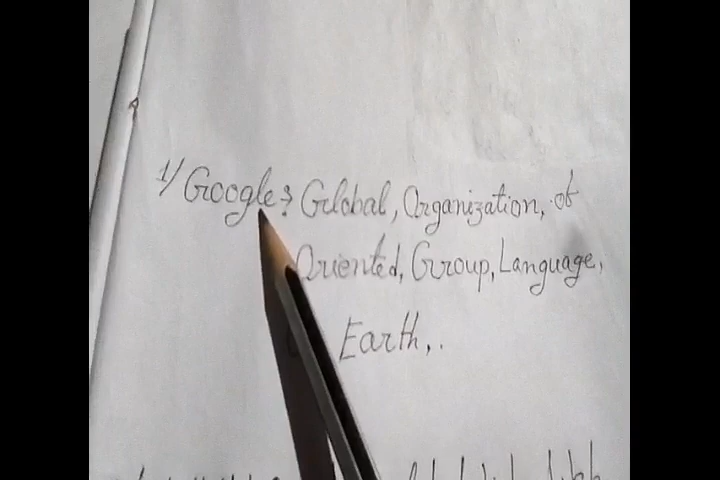 1/ Google: Global, Organization, of
Oriented, Group, Language,
Earth,.